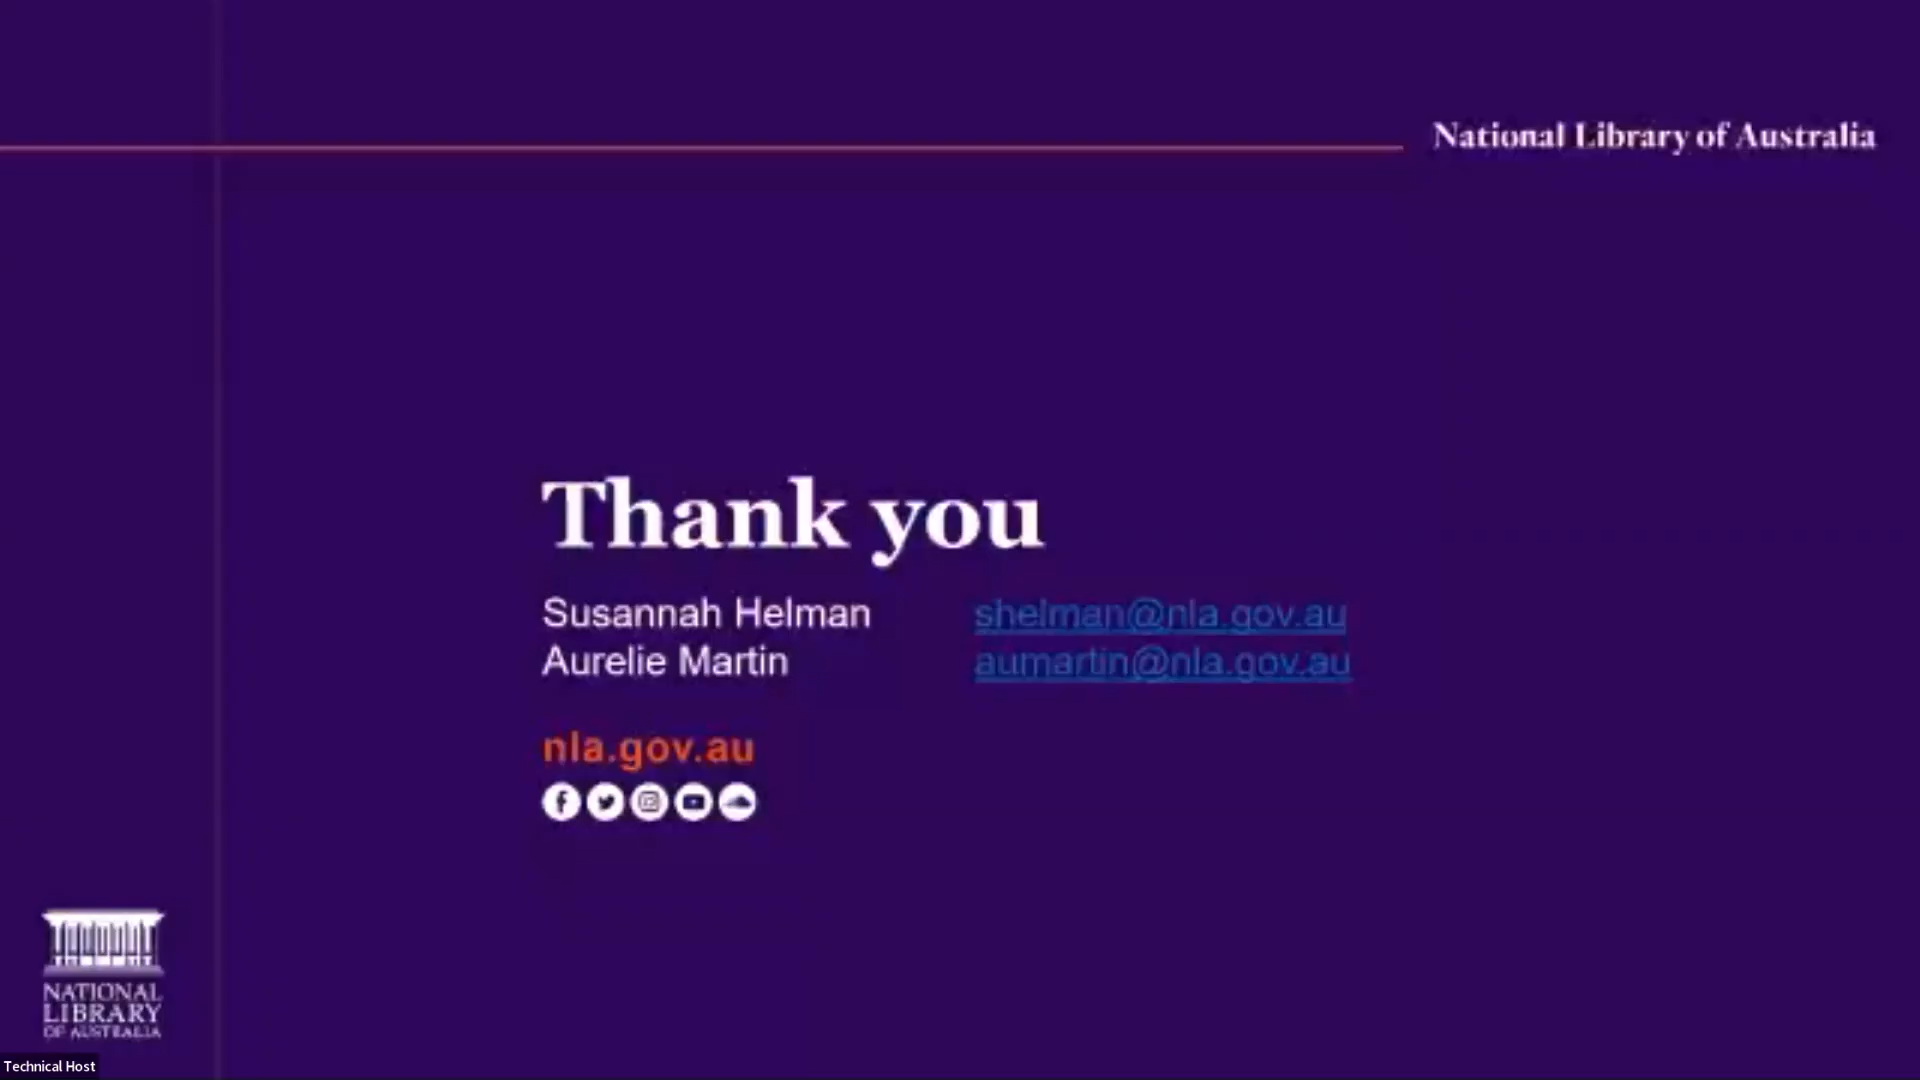 National Library of Australia
Thank you
Susannah Helman shelman@nla.gov.au
Aurelie Martin aumartin@nla.gov.au
nla.gov.au
NATIONAL
LIBRARY
OF AUSTRALIA
Technical Host